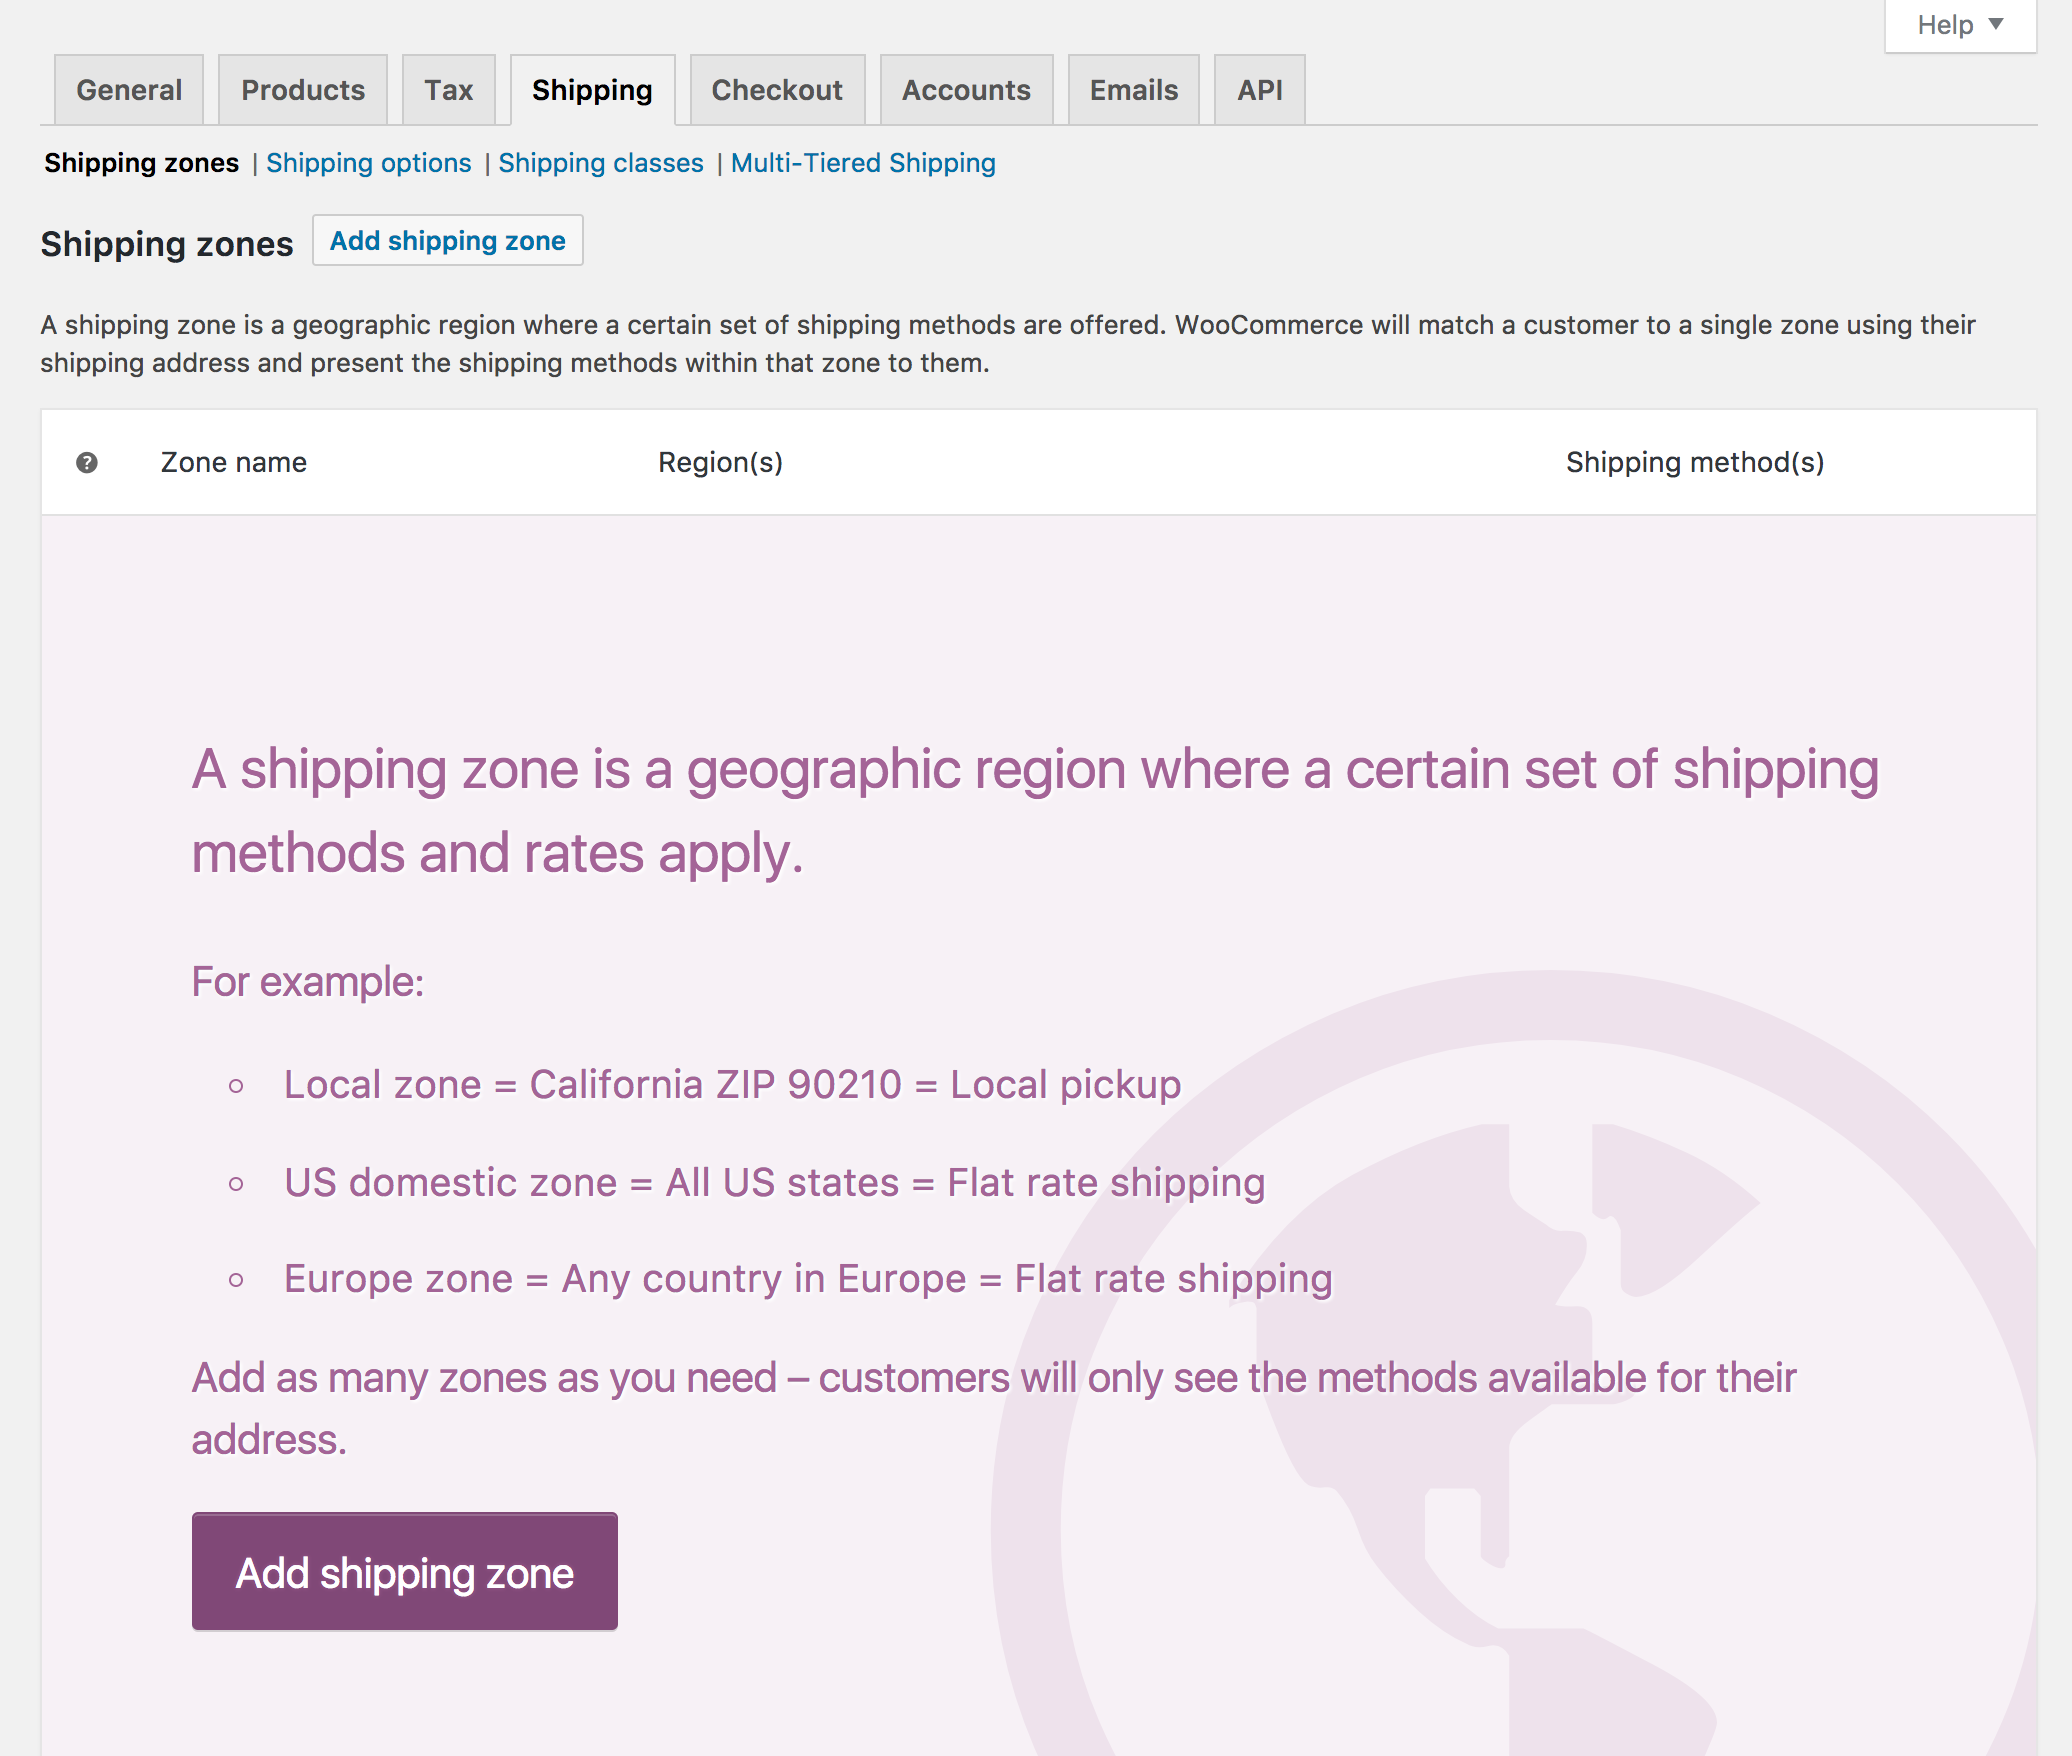 Help ▼
General Products Tax Shipping Checkout Accounts Emails API
Shipping zones | Shipping options | Shipping classes | Multi-Tiered Shipping
Shipping zones Add shipping zone
A shipping zone is a geographic region where a certain set of shipping methods are offered. WooCommerce will match a customer to a single zone using their
shipping address and present the shipping methods within that zone to them.
? Zone name Region(s) Shipping method(s)
A shipping zone is a geographic region where a certain set of shipping
methods and rates apply.
For example:
Local zone = California ZIP 90210 = Local pickup
US domestic zone = All US states = Flat rate shipping
Europe zone = Any country in Europe = Flat rate shipping
Add as many zones as you need – customers will only see the methods available for their
address.
Add shipping zone